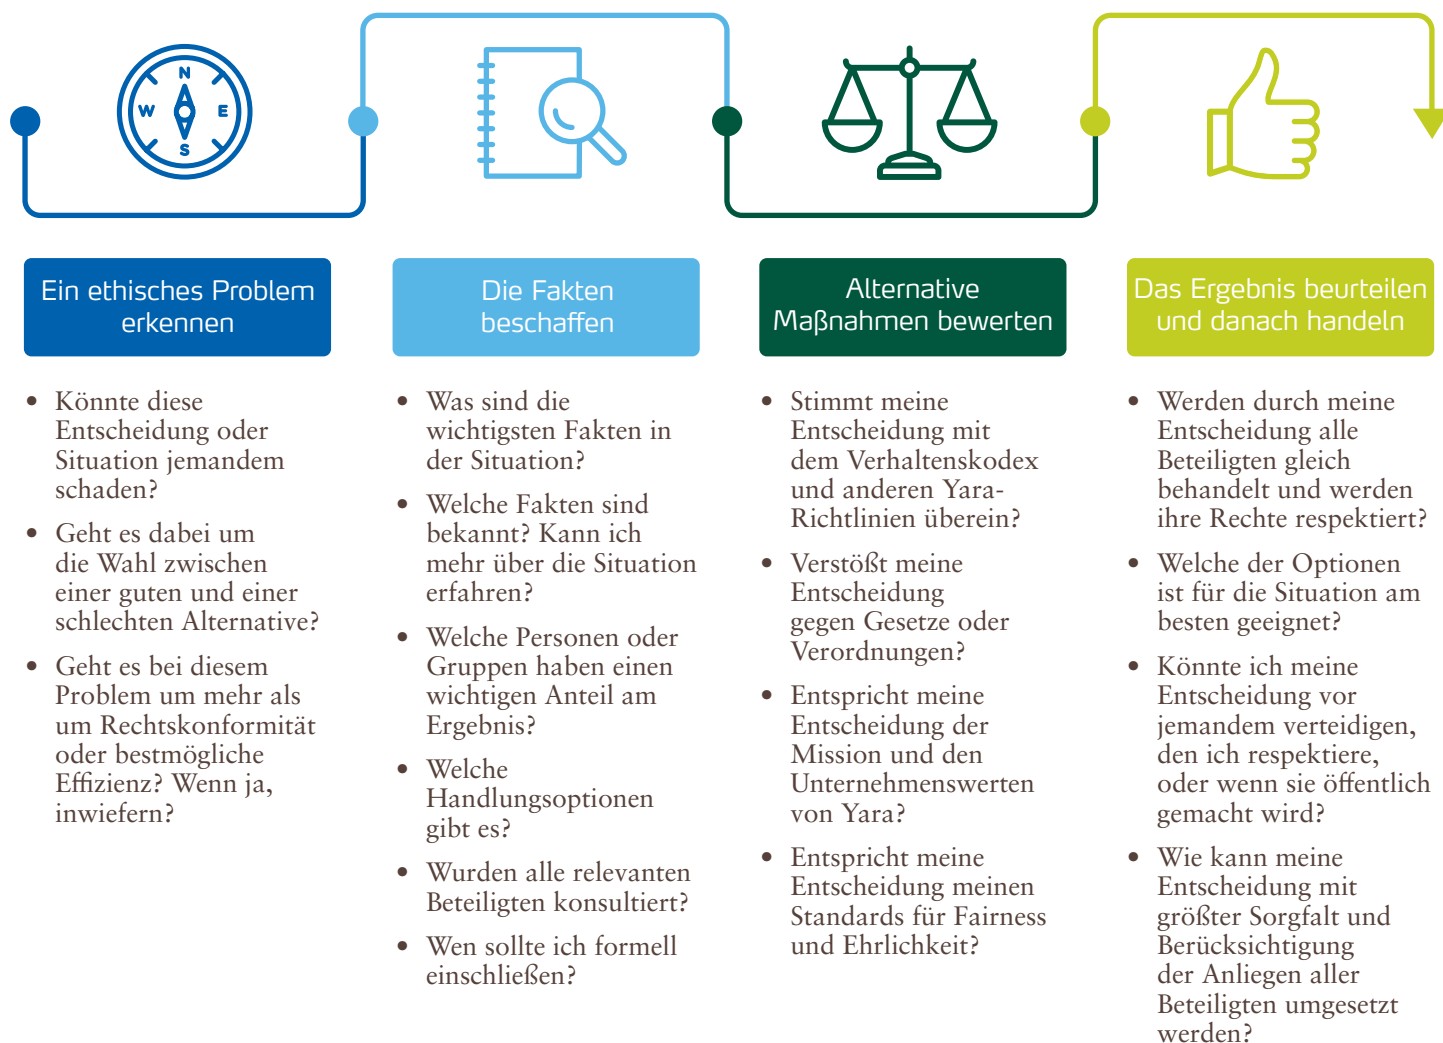 N
W
E
S
Ein ethisches Problem
erkennen
• Könnte diese
Entscheidung oder
Situation jemandem
schaden?
• Geht es dabei um
die Wahl zwischen
einer guten und einer
schlechten Alternative?
• Geht es bei diesem
Problem um mehr als
um Rechtskonformität
oder bestmögliche
Effizienz? Wenn ja,
inwiefern?
Die Fakten
beschaffen
• Was sind die
wichtigsten Fakten in
der Situation?
• Welche Fakten sind
bekannt? Kann ich
mehr über die Situation
erfahren?
• Welche Personen oder
Gruppen haben einen
wichtigen Anteil am
Ergebnis?
• Welche
Handlungsoptionen
gibt es?
• Wurden alle relevanten
Beteiligten konsultiert?
• Wen sollte ich formell
einschließen?
Alternative
Maßnahmen bewerten
• Stimmt meine
Entscheidung mit
dem Verhaltenskodex
und anderen Yara-
Richtlinien überein?
• Verstößt meine
Entscheidung
gegen Gesetze oder
Verordnungen?
• Entspricht meine
Entscheidung der
Mission und den
Unternehmenswerten
von Yara?
• Entspricht meine
Entscheidung meinen
Standards für Fairness
und Ehrlichkeit?
Das Ergebnis beurteilen
und danach handeln
• Werden durch meine
Entscheidung alle
Beteiligten gleich
behandelt und werden
ihre Rechte respektiert?
• Welche der Optionen
ist für die Situation am
besten geeignet?
• Könnte ich meine
Entscheidung vor
jemandem verteidigen,
den ich respektiere,
oder wenn sie öffentlich
gemacht wird?
• Wie kann meine
Entscheidung mit
größter Sorgfalt und
Berücksichtigung
der Anliegen aller
Beteiligten umgesetzt
werden?